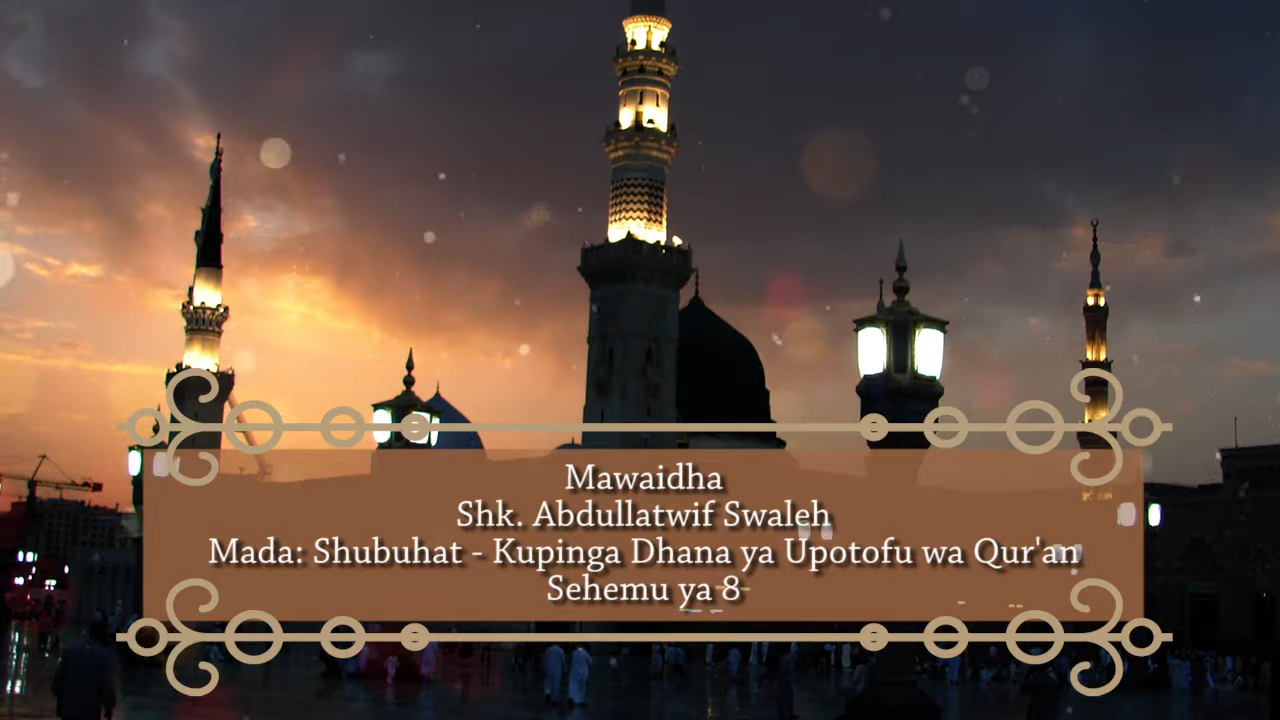 Mawaidha
Shk. Abdullatwif Swaleh
Mada: Shubuhat - Kupinga Dhana ya Upotofu wa Qur'an
Sehemu ya 8